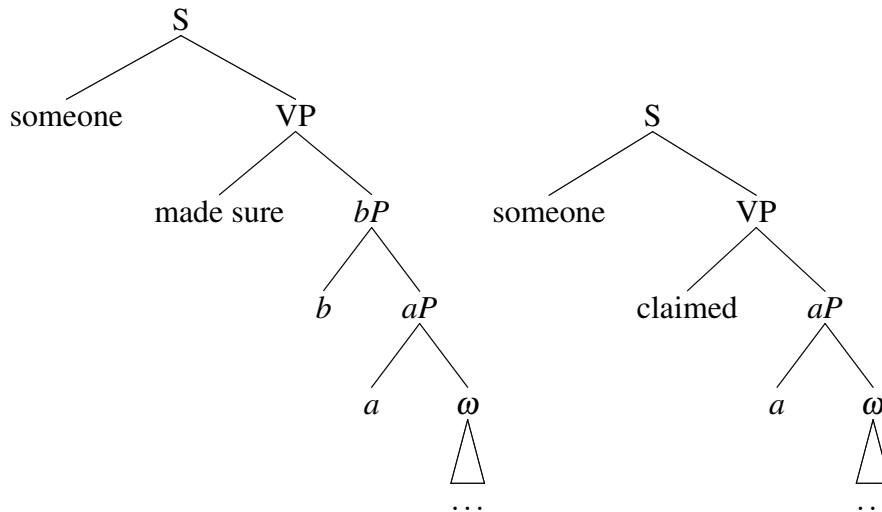 S
someone VP
S
made sure bP
someone VP
b aP
claimed aP
a ω
a ω
...
..